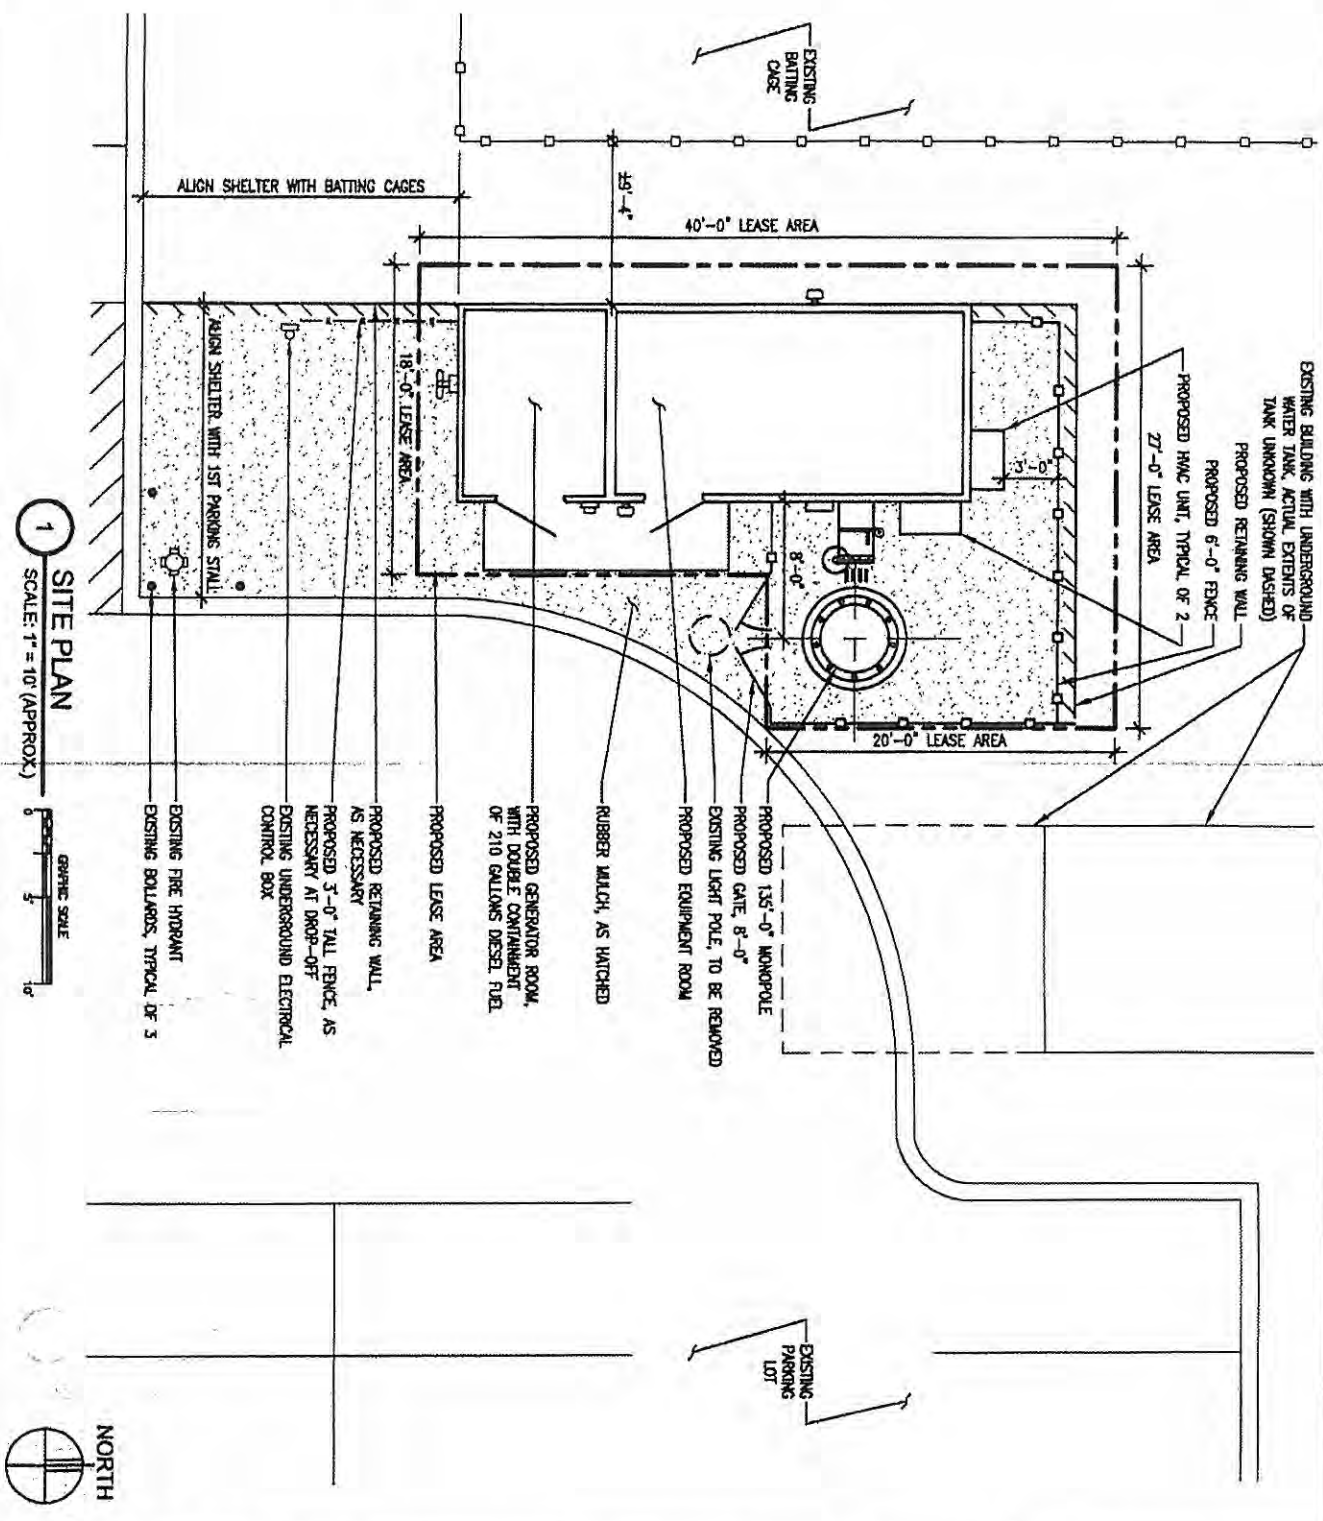 EXISTING
BATTING
CAGE
ALIGN SHELTER WITH BATTING CAGES
±6'-4"
40'-0" LEASE AREA
EXISTING BUILDING WITH UNDERGROUND
WATER TANK, ACTUAL EXTENTS OF
TANK UNKOWN (SHOWN DASHED)
PROPOSED RETAINING WALL
PROPOSED 6'-0" FENCE
PROPOSED HVAC UNIT, TYPICAL OF 2
27'-0" LEASE AREA
3'-0"
18'-0" LEASE AREA
ALIGN SHELTER WITH 1ST PARKING STALL
8'-0"
20'-0" LEASE AREA
PROPOSED 135'-0" MONOPOLE
PROPOSED GATE, 8'-0"
EXISTING LIGHT POLE, TO BE REMOVED
PROPOSED EQUIPMENT ROOM
RUBBER MULCH, AS HATCHED
PROPOSED GENERATOR ROOM,
WITH DOUBLE CONTAINMENT
OF 210 GALLONS DIESEL FUEL
PROPOSED LEASE AREA
PROPOSED RETAINING WALL,
AS NECESSARY
PROPOSED 3'-0" TALL FENCE, AS
NECESSARY AT DROP-OFF
EXISTING UNDERGROUND ELECTRICAL
CONTROL BOX
EXISTING FIRE HYDRANT
EXISTING BOLLARDS, TYPICAL OF 3
EXISTING
PARKING
LOT
1
SITE PLAN
SCALE: 1" = 10' (APPROX.)
GRAPHIC SCALE
0 5 10'
NORTH